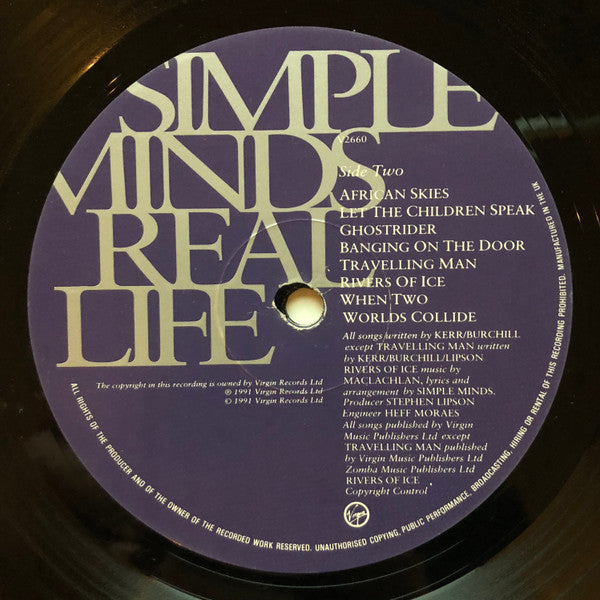 SIMPLE
MINDS
REAL
LIFE
V2660
Side Two
AFRICAN SKIES
LET THE CHILDREN SPEAK
GHOSTRIDER
BANGING ON THE DOOR
TRAVELLING MAN
RIVERS OF ICE
WHEN TWO
WORLDS COLLIDE
All songs written by KERR/BURCHILL
except TRAVELLING MAN written
by KERR/BURCHILL/LIPSON
RIVERS OF ICE music by
MACLACHLAN, lyrics and
arrangement by SIMPLE MINDS.
Producer STEPHEN LIPSON
Engineer HEFF MORAES
All songs published by Virgin
Music Publishers Ltd except
TRAVELLING MAN published
by Virgin Music Publishers Ltd
Zomba Music Publishers Ltd
RIVERS OF ICE
Copyright Control
The copyright in this recording is owned by Virgin Records Ltd
℗ 1991 Virgin Records Ltd
© 1991 Virgin Records Ltd
Virgin
ALL RIGHTS OF THE PRODUCER AND OF THE OWNER OF THE RECORDED WORK RESERVED. UNAUTHORISED COPYING, PUBLIC PERFORMANCE, BROADCASTING, HIRING OR RENTAL OF THIS RECORDING PROHIBITED. MANUFACTURED IN THE UK